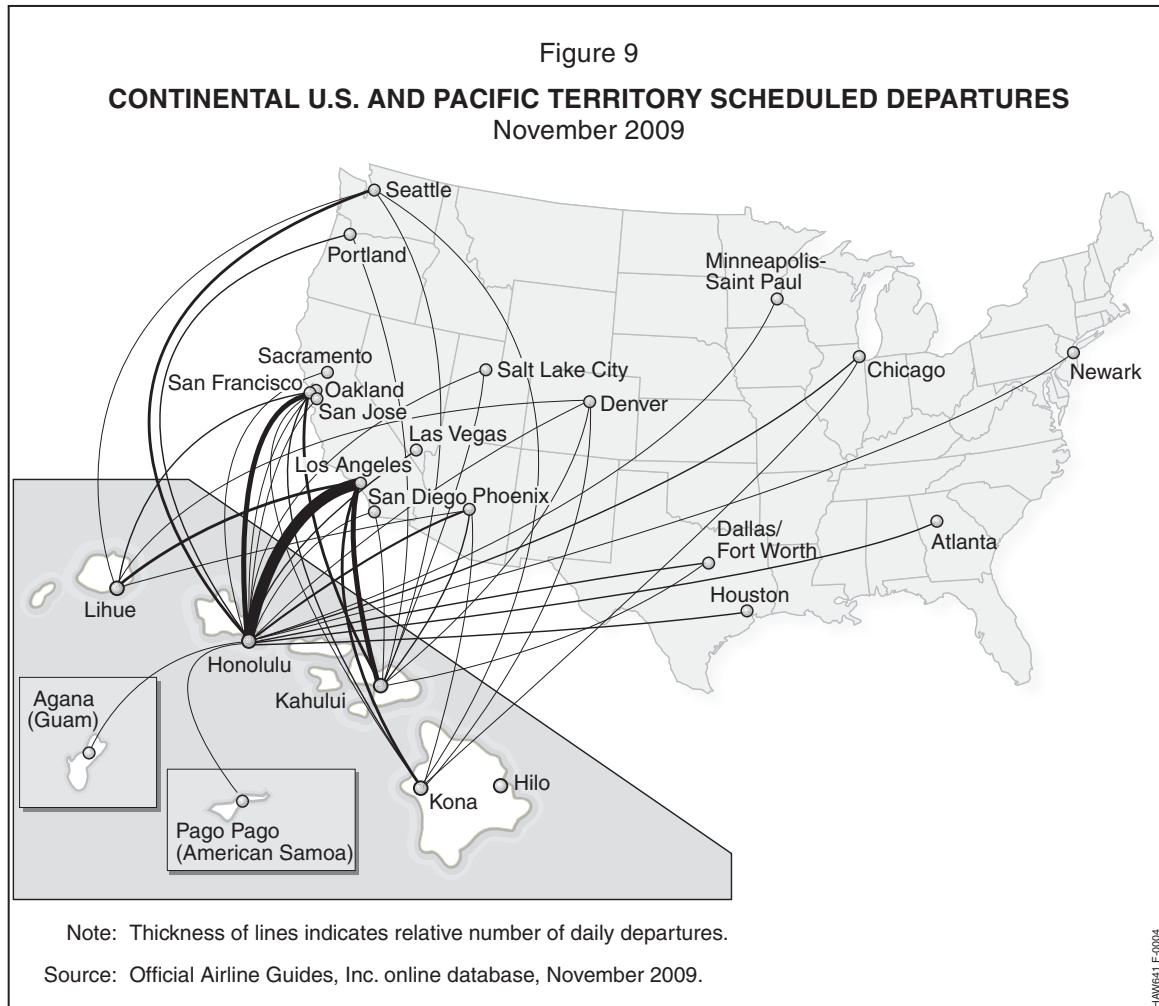 Figure 9
CONTINENTAL U.S. AND PACIFIC TERRITORY SCHEDULED DEPARTURES
November 2009
Seattle
Portland
Minneapolis-
Saint Paul
Sacramento
San Francisco
Oakland
San Jose
Salt Lake City
Chicago
Newark
Denver
Las Vegas
Los Angeles
San Diego
Phoenix
Dallas/
Fort Worth
Atlanta
Houston
Lihue
Honolulu
Kahului
Agana
(Guam)
Hilo
Kona
Pago Pago
(American Samoa)
Note: Thickness of lines indicates relative number of daily departures.
Source: Official Airline Guides, Inc. online database, November 2009.
HAW641 F-0004